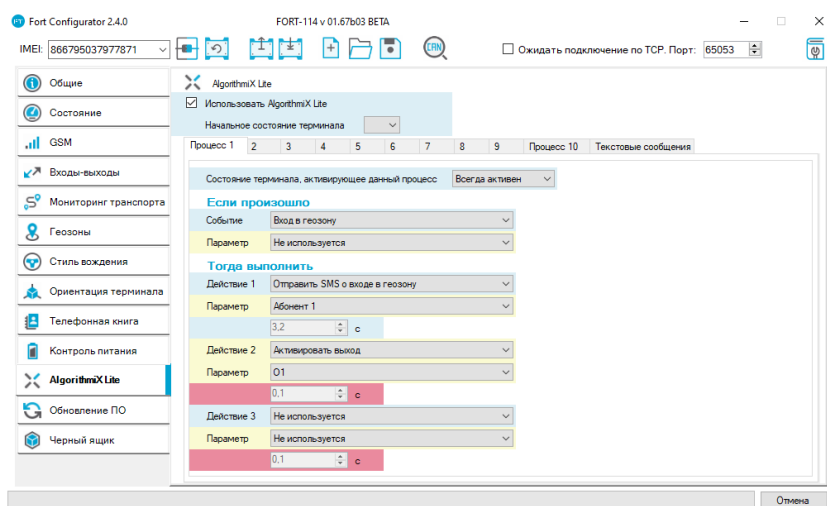 Fort Configurator 2.4.0
FORT-114 v 01.67b03 BETA
IMEI: 866795037977871
CAN
Ожидать подключение по TCP. Порт: 65053
Общие
Состояние
GSM
Входы-выходы
Мониторинг транспорта
Геозоны
Стиль вождения
Ориентация терминала
Телефонная книга
Контроль питания
AlgorithmiX Lite
Обновление ПО
Черный ящик
AlgorithmiX Lite
Использовать AlgorithmiX Lite
Начальное состояние терминала
Процесс 1 2 3 4 5 6 7 8 9 Процесс 10 Текстовые сообщения
Состояние терминала, активирующее данный процесс Всегда активен
Если произошло
Событие Вход в геозону
Параметр Не используется
Тогда выполнить
Действие 1 Отправить SMS о входе в геозону
Параметр Абонент 1
3,2 с
Действие 2 Активировать выход
Параметр O1
0,1 с
Действие 3 Не используется
Параметр Не используется
0,1 с
Отмена